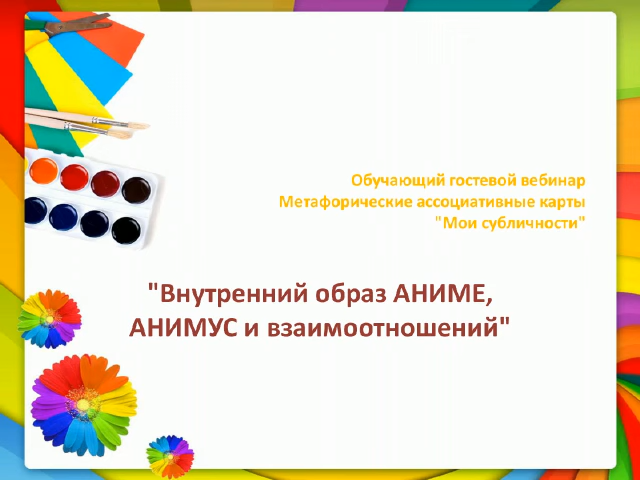 Обучающий гостевой вебинар
Метафорические ассоциативные карты
"Мои субличности"
"Внутренний образ АНИМЕ,
АНИМУС и взаимоотношений"